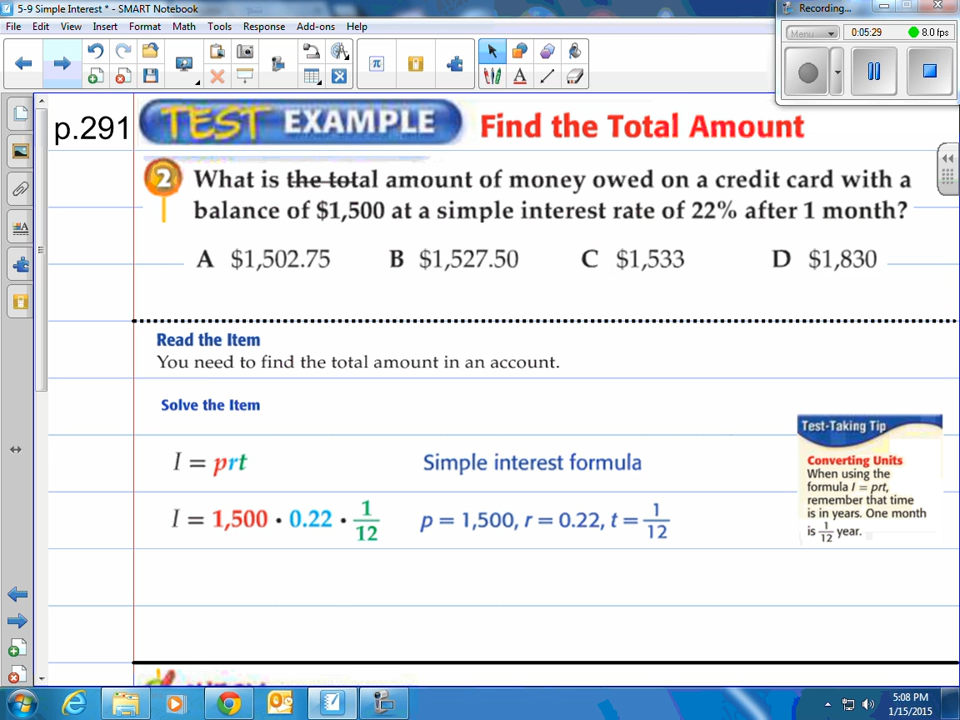 5-9 Simple Interest * - SMART Notebook
Recording...
File Edit View Insert Format Math Tools Response Add-ons Help
Menu
0:05:29
8.0 fps
p.291
TEST EXAMPLE Find the Total Amount
2 What is the total amount of money owed on a credit card with a
balance of $1,500 at a simple interest rate of 22% after 1 month?
A $1,502.75 B $1,527.50 C $1,533 D $1,830
Read the Item
You need to find the total amount in an account.
Solve the Item
I = prt Simple interest formula
I = 1,500 • 0.22 • 1/12 p = 1,500, r = 0.22, t = 1/12
Test-Taking Tip
Converting Units
When using the
formula I = prt,
remember that time
is in years. One month
is 1/12 year.
5:08 PM
1/15/2015